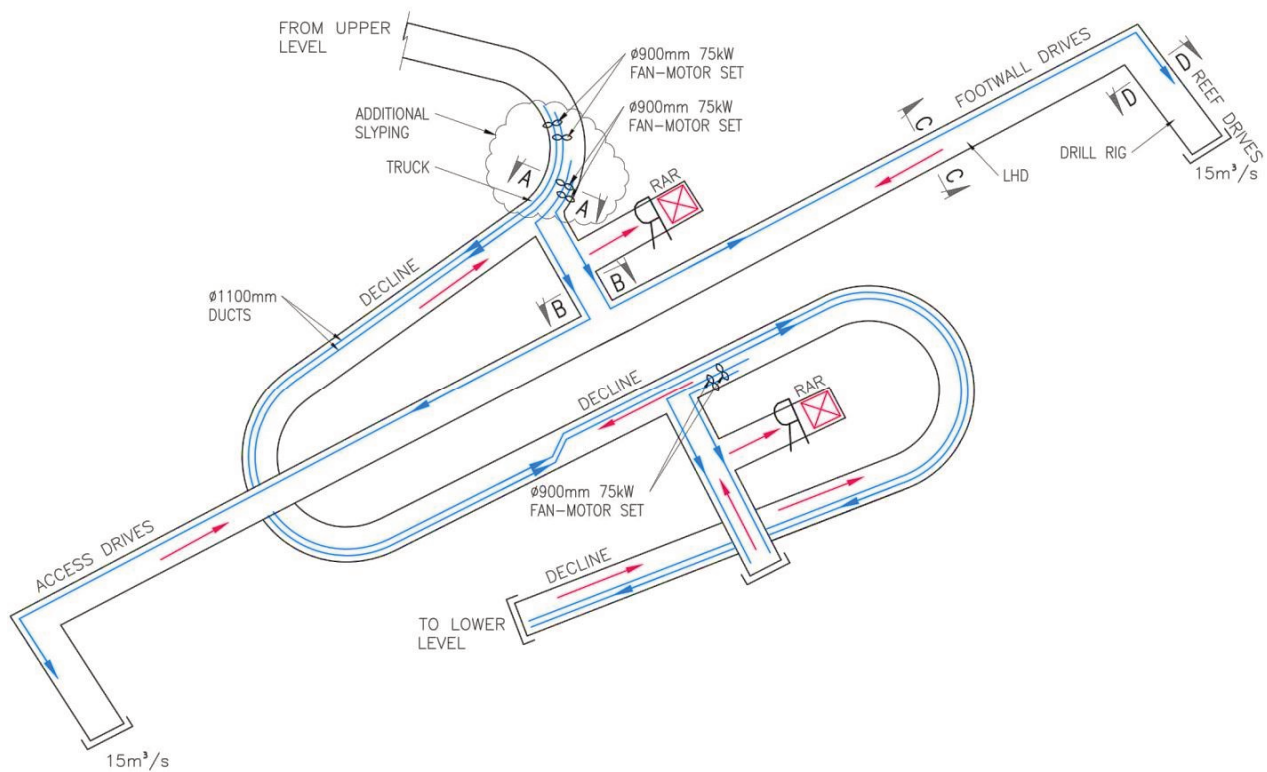 FROM UPPER
LEVEL
ø900mm 75kW
FAN-MOTOR SET
ø900mm 75kW
FAN-MOTOR SET
ADDITIONAL
SLYPING
TRUCK
A
A
RAR
FOOTWALL DRIVES
D
REEF DRIVES
D
C
C
LHD
DRILL RIG
15m³/s
DECLINE
ø1100mm
DUCTS
B
B
DECLINE
RAR
ø900mm 75kW
FAN-MOTOR SET
ACCESS DRIVES
DECLINE
TO LOWER
LEVEL
15m³/s